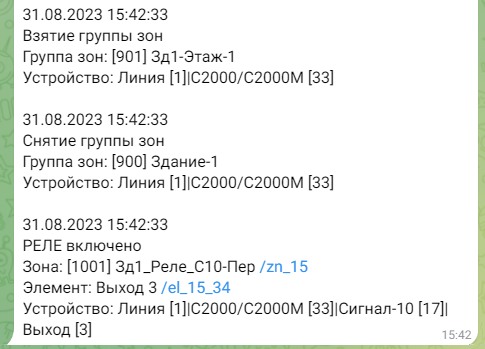 31.08.2023 15:42:33
Взятие группы зон
Группа зон: [901] Зд1-Этаж-1
Устройство: Линия [1]|С2000/С2000М [33]
31.08.2023 15:42:33
Снятие группы зон
Группа зон: [900] Здание-1
Устройство: Линия [1]|С2000/С2000М [33]
31.08.2023 15:42:33
РЕЛЕ включено
Зона: [1001] Зд1_Реле_С10-Пер /zn_15
Элемент: Выход 3 /el_15_34
Устройство: Линия [1]|С2000/С2000М [33]|Сигнал-10 [17]|
Выход [3]
15:42